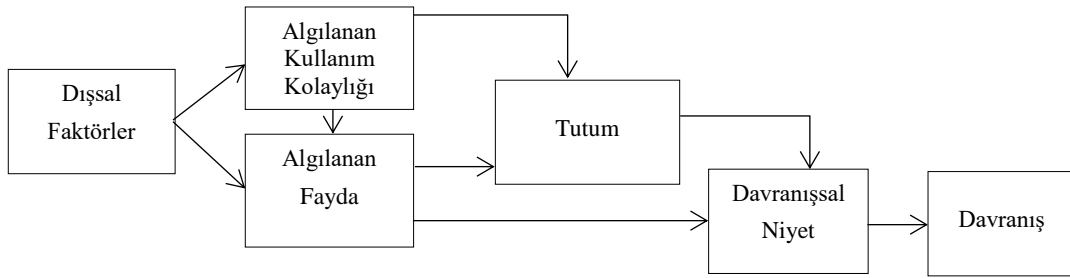 Dışsal
Faktörler
Algılanan
Kullanım
Kolaylığı
Algılanan
Fayda
Tutum
Davranışsal
Niyet
Davranış